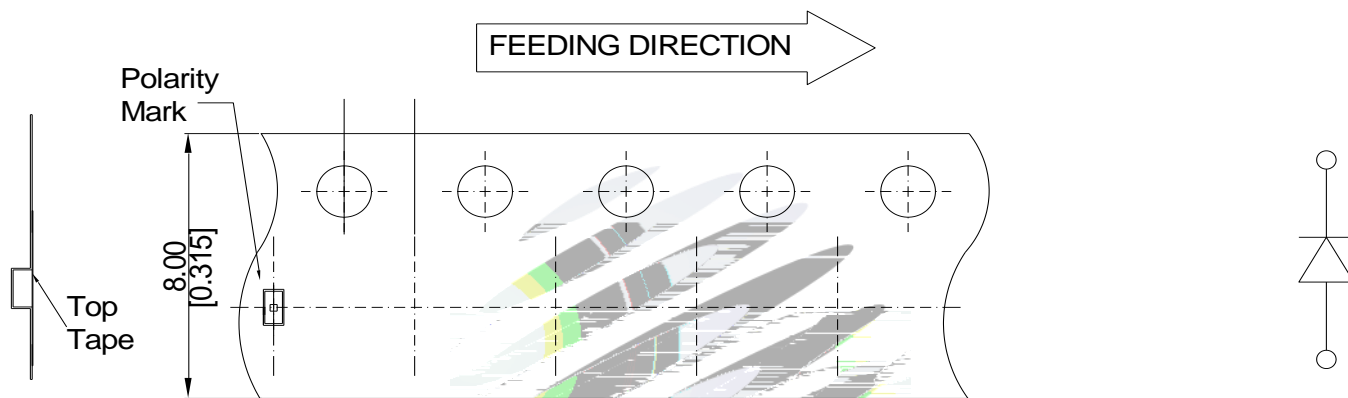 FEEDING DIRECTION
Polarity
Mark
8.00
[0.315]
Top
Tape